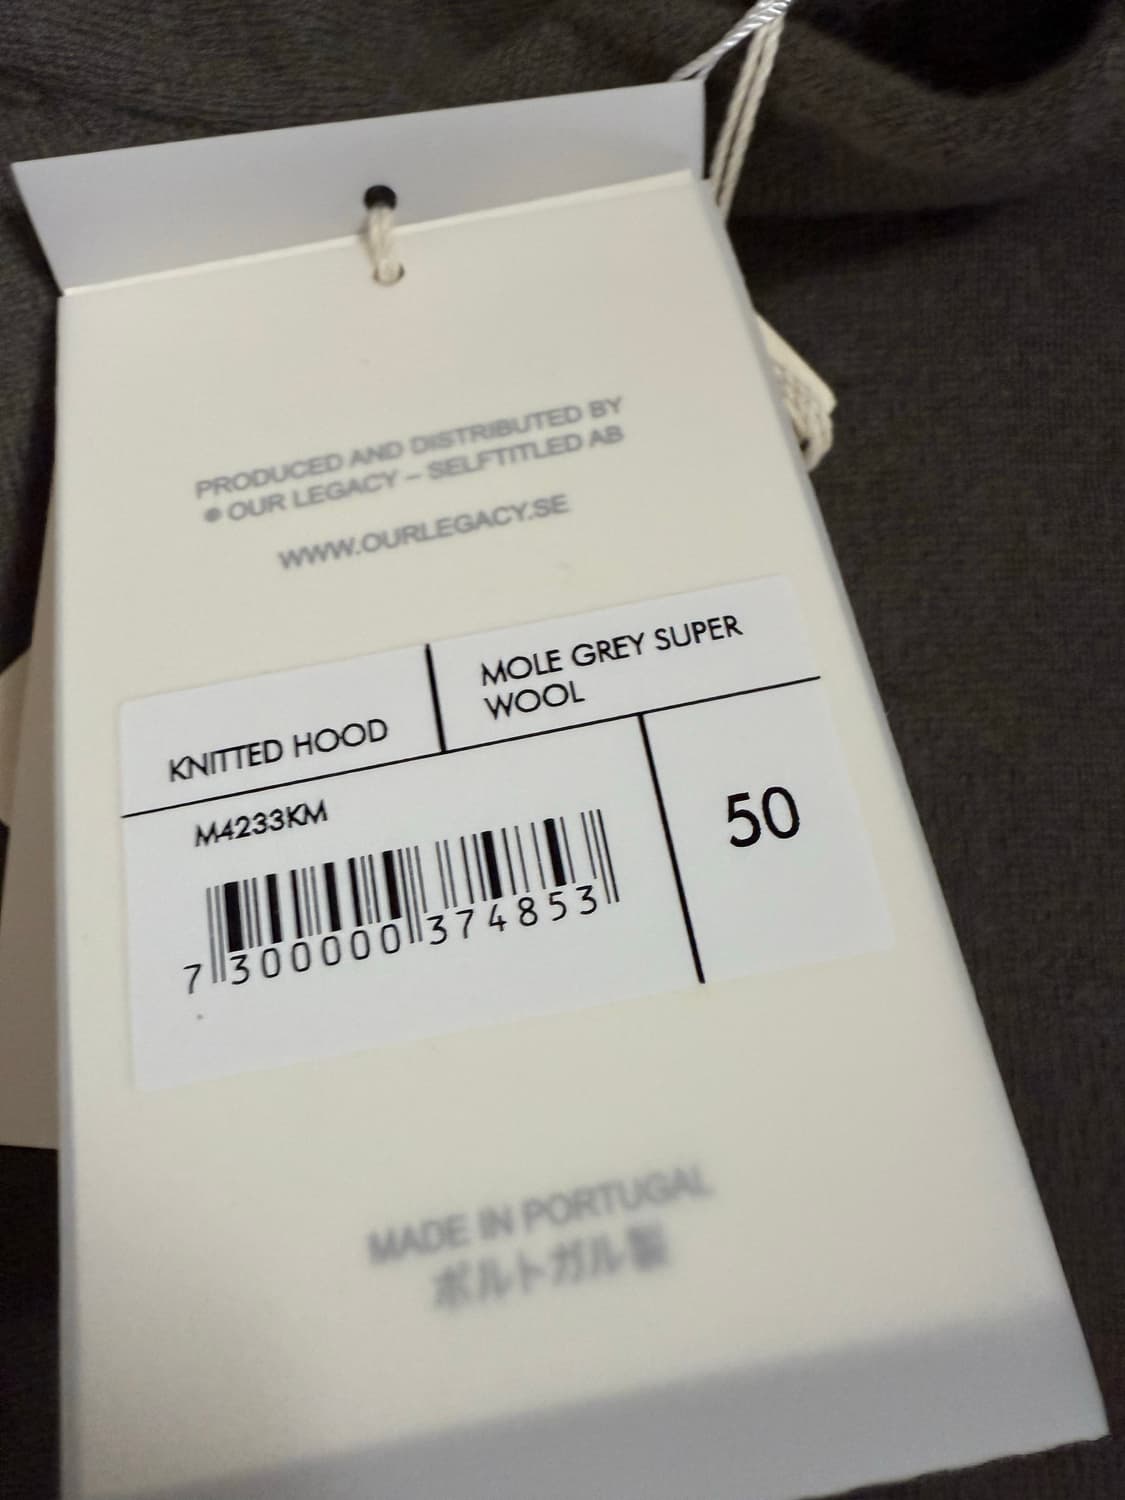 PRODUCED AND DISTRIBUTED BY
® OUR LEGACY – SELFTITLED AB
WWW.OURLEGACY.SE
KNITTED HOOD
MOLE GREY SUPER
WOOL
M4233KM
50
7 300000 374853
MADE IN PORTUGAL
ポルトガル製